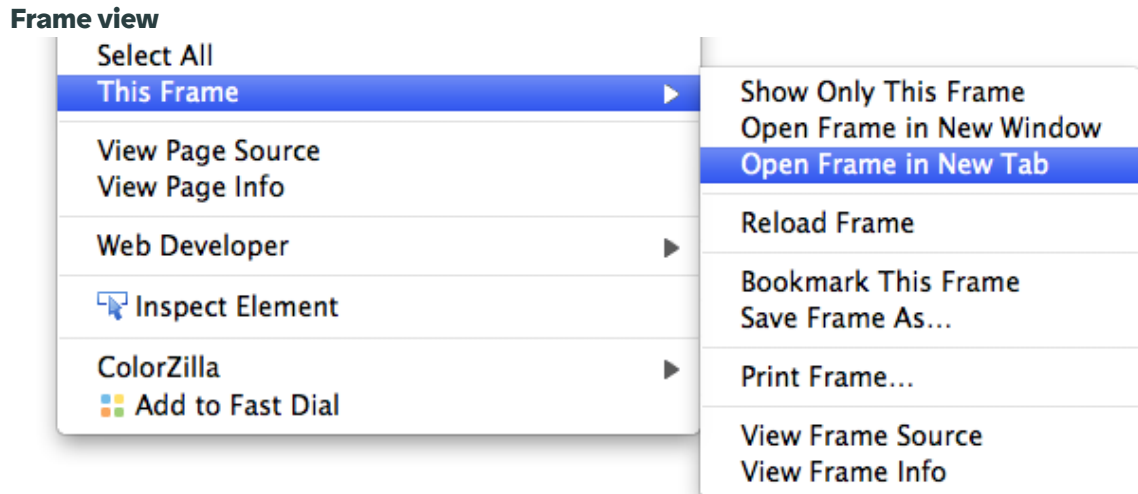 Frame view
Select All
This Frame
View Page Source
View Page Info
Web Developer
Inspect Element
ColorZilla
Add to Fast Dial
Show Only This Frame
Open Frame in New Window
Open Frame in New Tab
Reload Frame
Bookmark This Frame
Save Frame As...
Print Frame...
View Frame Source
View Frame Info